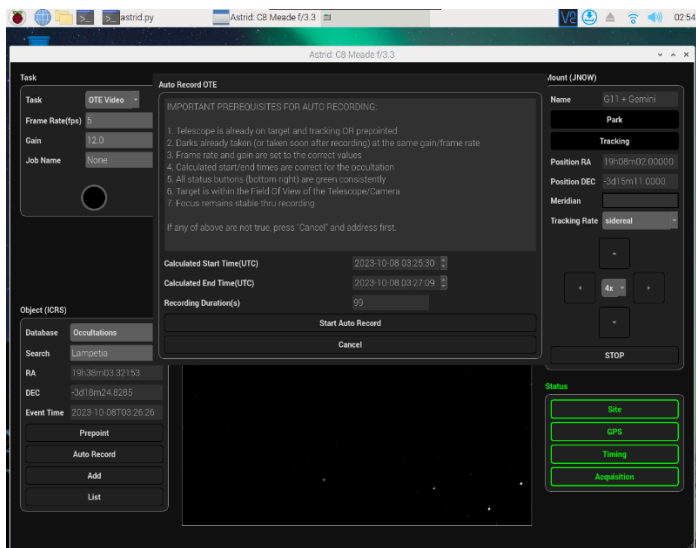 astrid.py
Astrid: C8 Meade f/3.3
V2
02:54
Astrid: C8 Meade f/3.3
Task
Task
OTE Video
Frame Rate(fps)
5
Gain
12.0
Job Name
None
Object (ICRS)
Database
Occultations
Search
Lampetia
RA
19h38m03.32153
DEC
-3d18m24.8285
Event Time
2023-10-08T03:26:26
Prepoint
Auto Record
Add
List
Auto Record OTE
IMPORTANT PREREQUISITES FOR AUTO RECORDING:
1. Telescope is already on target and tracking OR prepointed
2. Darks already taken (or taken soon after recording) at the same gain/frame rate
3. Frame rate and gain are set to the correct values
4. Calculated start/end times are correct for the occultation
5. All status buttons (bottom right) are green consistently
6. Target is within the Field Of View of the Telescope/Camera
7. Focus remains stable thru recording
If any of above are not true, press "Cancel" and address first.
Calculated Start Time(UTC)
2023-10-08 03:25:30
Calculated End Time(UTC)
2023-10-08 03:27:09
Recording Duration(s)
99
Start Auto Record
Cancel
Mount (JNOW)
Name
G11 + Gemini
Park
Tracking
Position RA
19h08m02.00000
Position DEC
-3d15m11.0000
Meridian
Tracking Rate
sidereal
4x
STOP
Status
Site
GPS
Timing
Acquisition